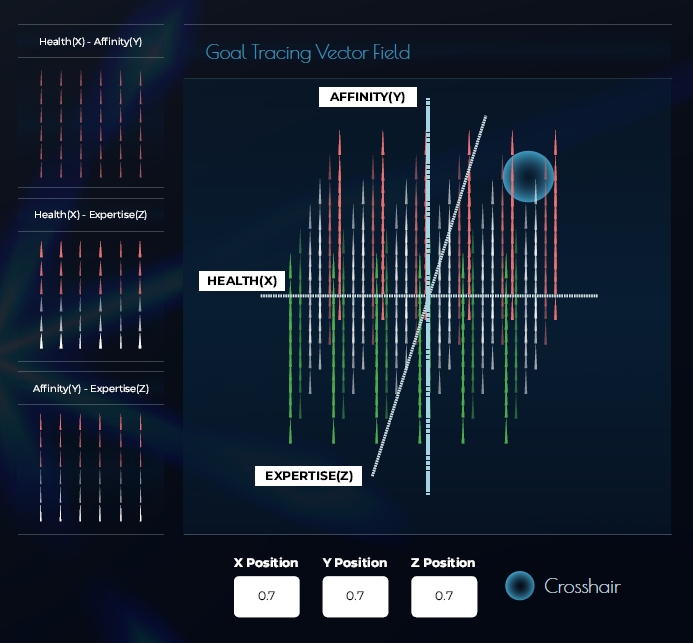 Health(X) - Affinity(Y)
Goal Tracing Vector Field
AFFINITY(Y)
Health(X) - Expertise(Z)
HEALTH(X)
Affinity(Y) - Expertise(Z)
EXPERTISE(Z)
X Position
Y Position
Z Position
0.7
0.7
0.7
Crosshair